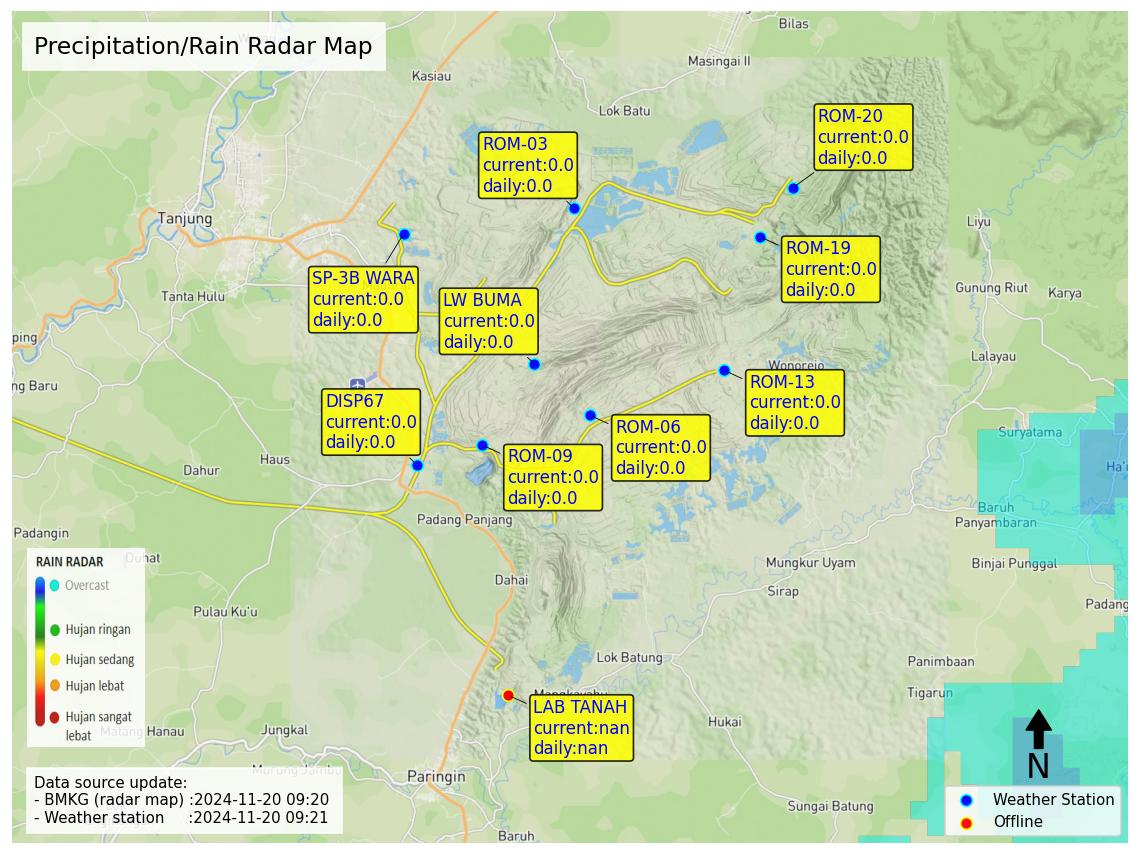 Precipitation/Rain Radar Map
Bilas
Masingai II
Kasiau
Lok Batu
ROM-20
current:0.0
daily:0.0
ROM-03
current:0.0
daily:0.0
Tanjung
Liyu
ROM-19
current:0.0
daily:0.0
SP-3B WARA
current:0.0
daily:0.0
Tanta Hulu
LW BUMA
current:0.0
daily:0.0
Gunung Riut
Karya
ping
Lalayau
ng Baru
Wonorejo
ROM-13
current:0.0
daily:0.0
DISP67
current:0.0
daily:0.0
ROM-06
current:0.0
daily:0.0
Suryatama
ROM-09
current:0.0
daily:0.0
Haus
Dahur
Ha'u
Baruh
Panyambaran
Padang Panjang
Padangin
Duhat
Mungkur Uyam
Binjai Punggal
Dahai
Sirap
Padang
Pulau Ku'u
RAIN RADAR
Overcast
Hujan ringan
Hujan sedang
Hujan lebat
Hujan sangat
lebat
Lok Batung
Panimbaan
Tigarun
Mangkayahu
LAB TANAH
current:nan
daily:nan
Hukai
Matang Hanau
Jungkal
Murung Jambu
Paringin
N
Sungai Batung
Baruh
Data source update:
- BMKG (radar map) :2024-11-20 09:20
- Weather station :2024-11-20 09:21
Weather Station
Offline